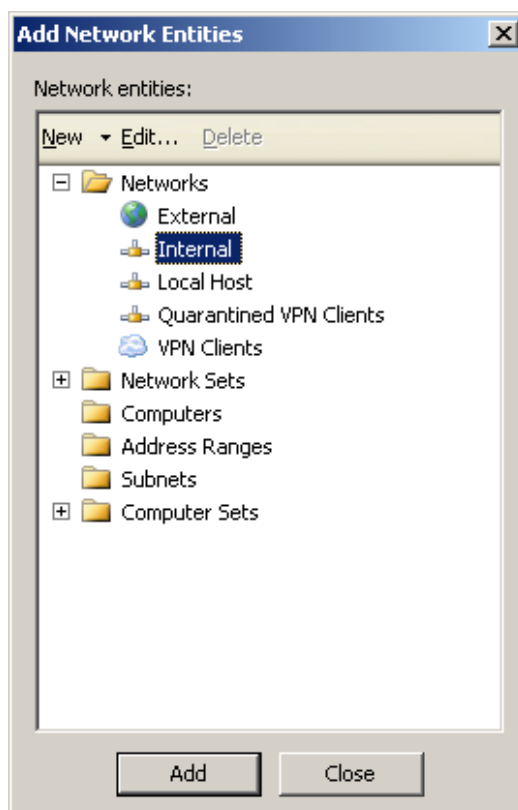 Add Network Entities
Network entities:
New Edit... Delete
Networks
External
Internal
Local Host
Quarantined VPN Clients
VPN Clients
Network Sets
Computers
Address Ranges
Subnets
Computer Sets
Add Close